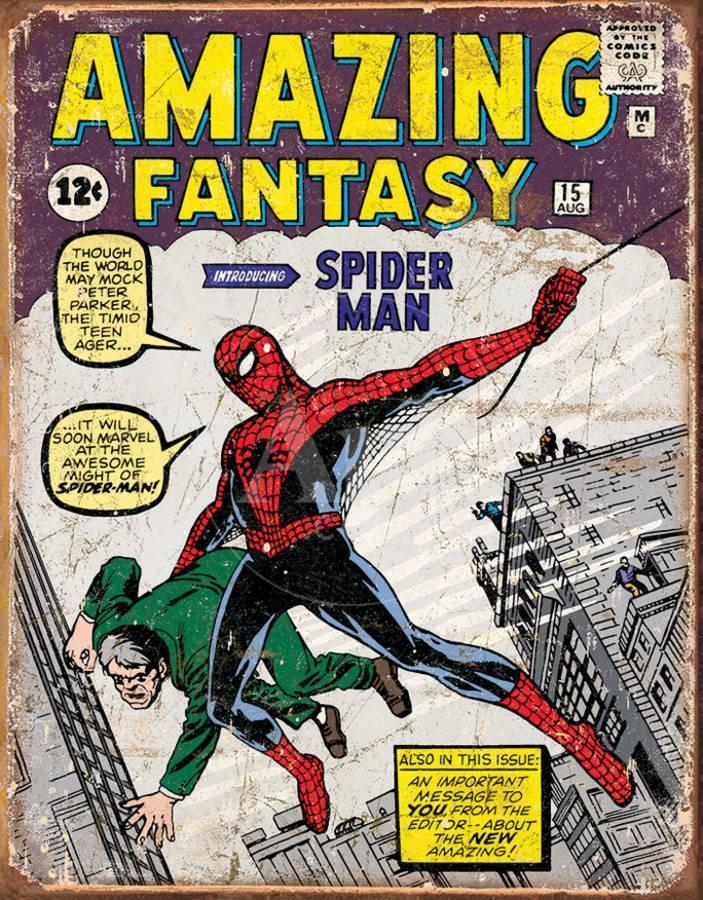 AMAZING
FANTASY
APPROVED
BY THE
COMICS
CODE
CA
AUTHORITY
M
C
12¢
15
AUG
INTRODUCING
SPIDER
MAN
THOUGH
THE WORLD
MAY MOCK
PETER
PARKER,
THE TIMID
TEEN
AGER...
...IT WILL
SOON MARVEL
AT THE
AWESOME
MIGHT OF
SPIDER-MAN!
ALSO IN THIS ISSUE:
AN IMPORTANT
MESSAGE TO
YOU, FROM THE
EDITOR--ABOUT
THE NEW
AMAZING!